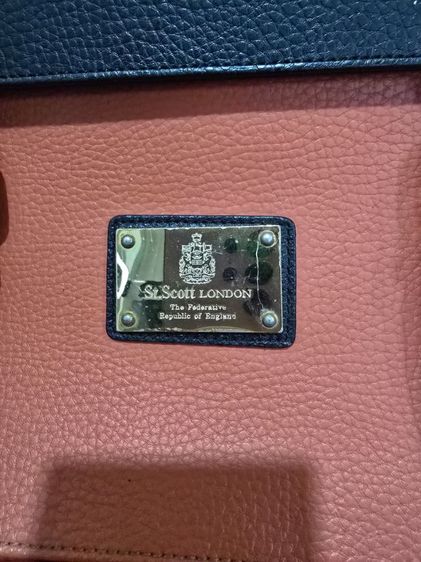 St.Scott LONDON
The Federative
Republic of England